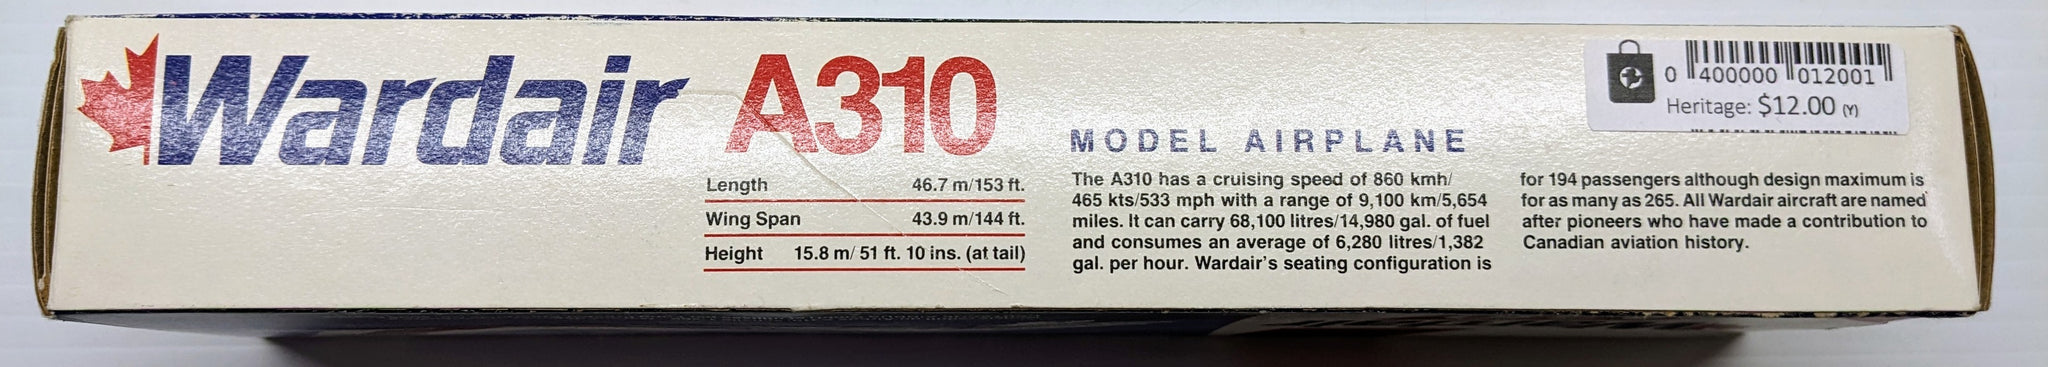 Wardair A310
Length 46.7 m/153 ft.
Wing Span 43.9 m/144 ft.
Height 15.8 m/ 51 ft. 10 ins. (at tail)
MODEL AIRPLANE
The A310 has a cruising speed of 860 kmh/
465 kts/533 mph with a range of 9,100 km/5,654
miles. It can carry 68,100 litres/14,980 gal. of fuel
and consumes an average of 6,280 litres/1,382
gal. per hour. Wardair's seating configuration is
for 194 passengers although design maximum is
for as many as 265. All Wardair aircraft are named
after pioneers who have made a contribution to
Canadian aviation history.
0 400000 012001
Heritage: $12.00 (Y)